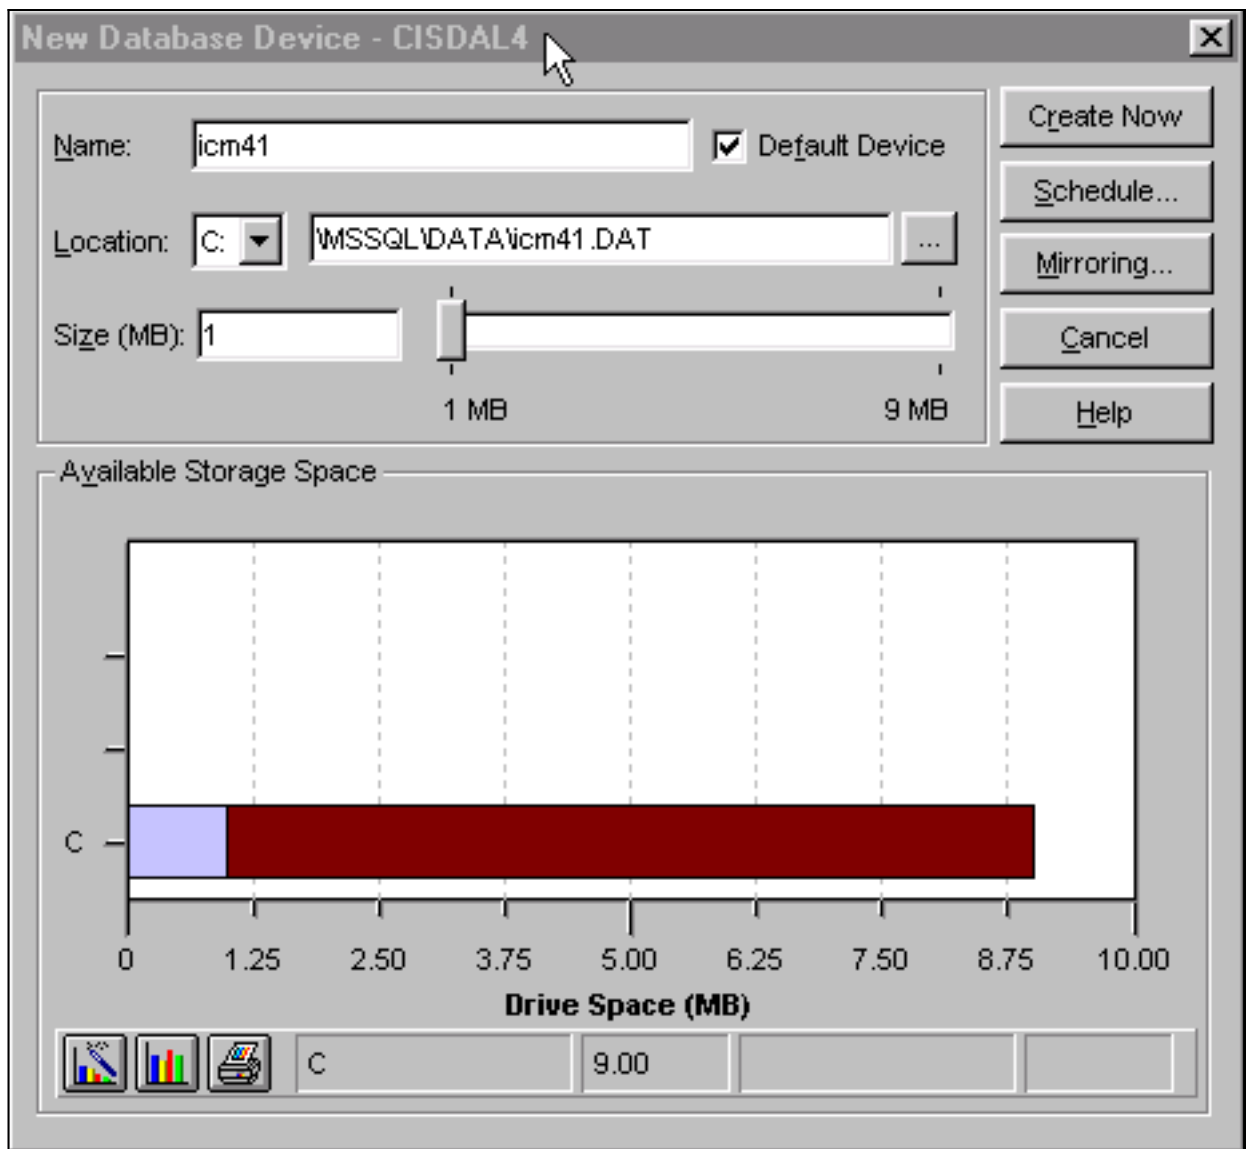 New Database Device - CISDAL4
Name: icm41 Default Device
Create Now
Location: C: \MSSQL\DATA\icm41.DAT ...
Schedule...
Mirroring...
Size (MB): 1
Cancel
1 MB 9 MB
Help
Available Storage Space
C
0 1.25 2.50 3.75 5.00 6.25 7.50 8.75 10.00
Drive Space (MB)
C 9.00